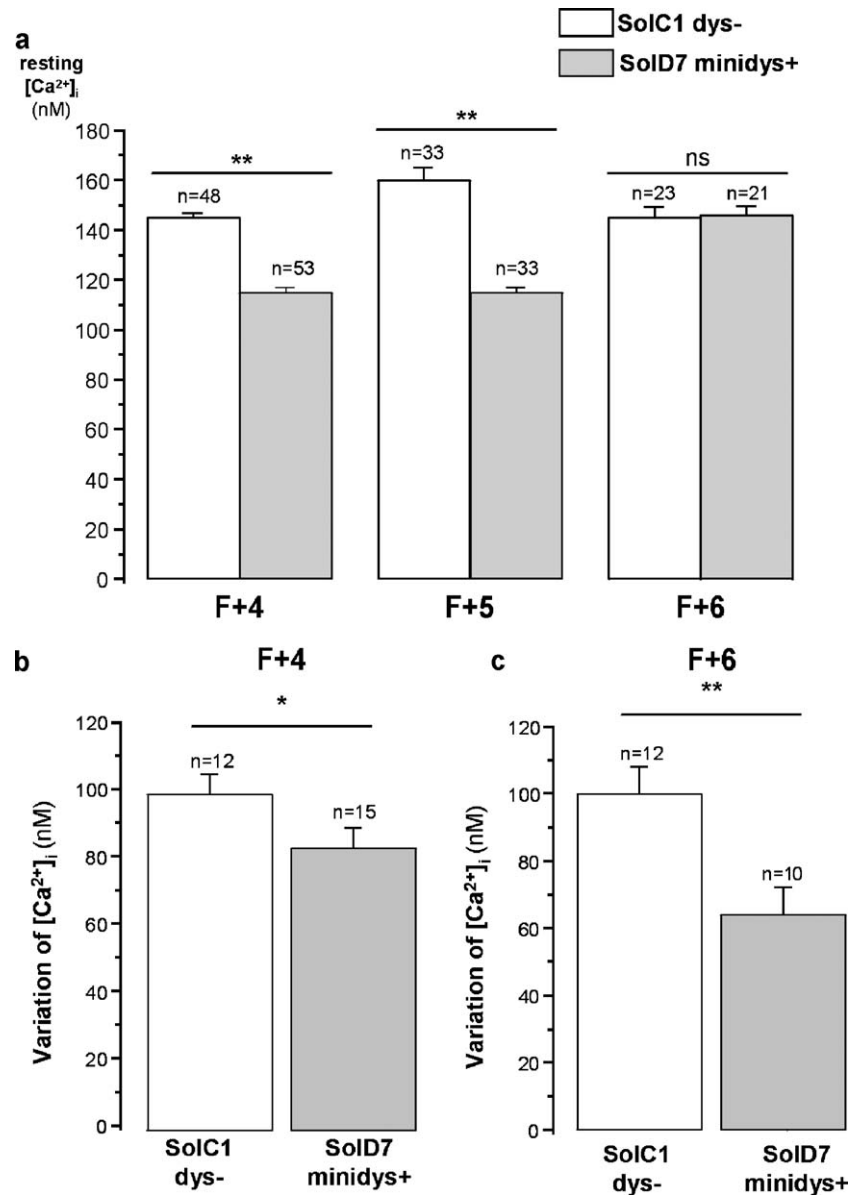 SolC1 dys-
SolD7 minidys+
a
resting
[Ca²⁺]ᵢ
(nM)
180
160
140
120
100
80
60
40
20
0
**
n=48
n=53
**
n=33
n=33
ns
n=23
n=21
F+4
F+5
F+6
b
F+4
Variation of [Ca²⁺]ᵢ (nM)
120
100
80
60
40
20
0
*
n=12
n=15
SolC1
dys-
SolD7
minidys+
c
F+6
Variation of [Ca²⁺]ᵢ (nM)
120
100
80
60
40
20
0
**
n=12
n=10
SolC1
dys-
SolD7
minidys+